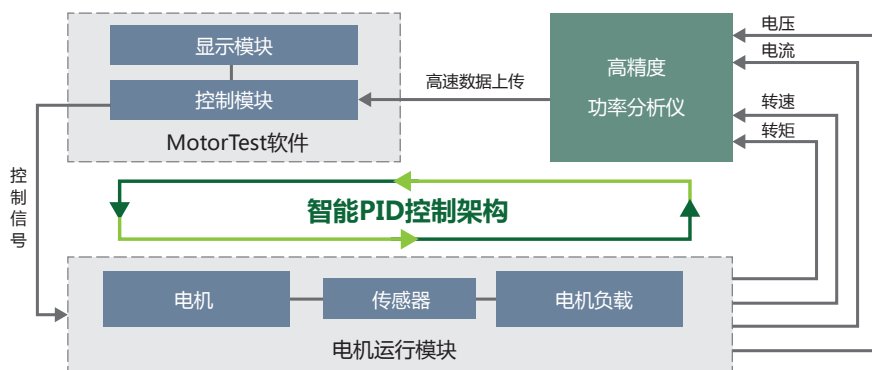 显示模块
控制模块
MotorTest软件
高速数据上传
高精度
功率分析仪
电压
电流
转速
转矩
控制信号
智能PID控制架构
电机
传感器
电机负载
电机运行模块